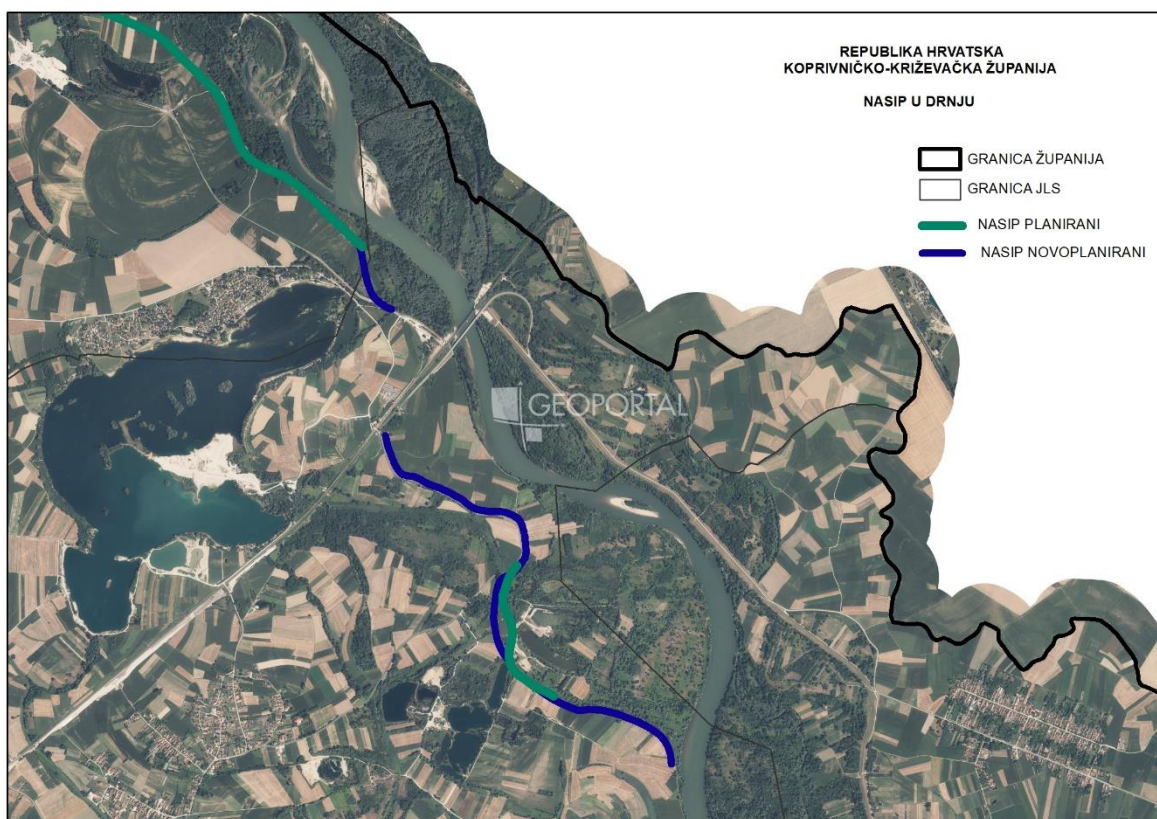 REPUBLIKA HRVATSKA
KOPRIVNIČKO-KRIŽEVAČKA ŽUPANIJA
NASIP U DRNJU
GRANICA ŽUPANIJA
GRANICA JLS
NASIP PLANIRANI
NASIP NOVOPLANIRANI
GEOPORTAL